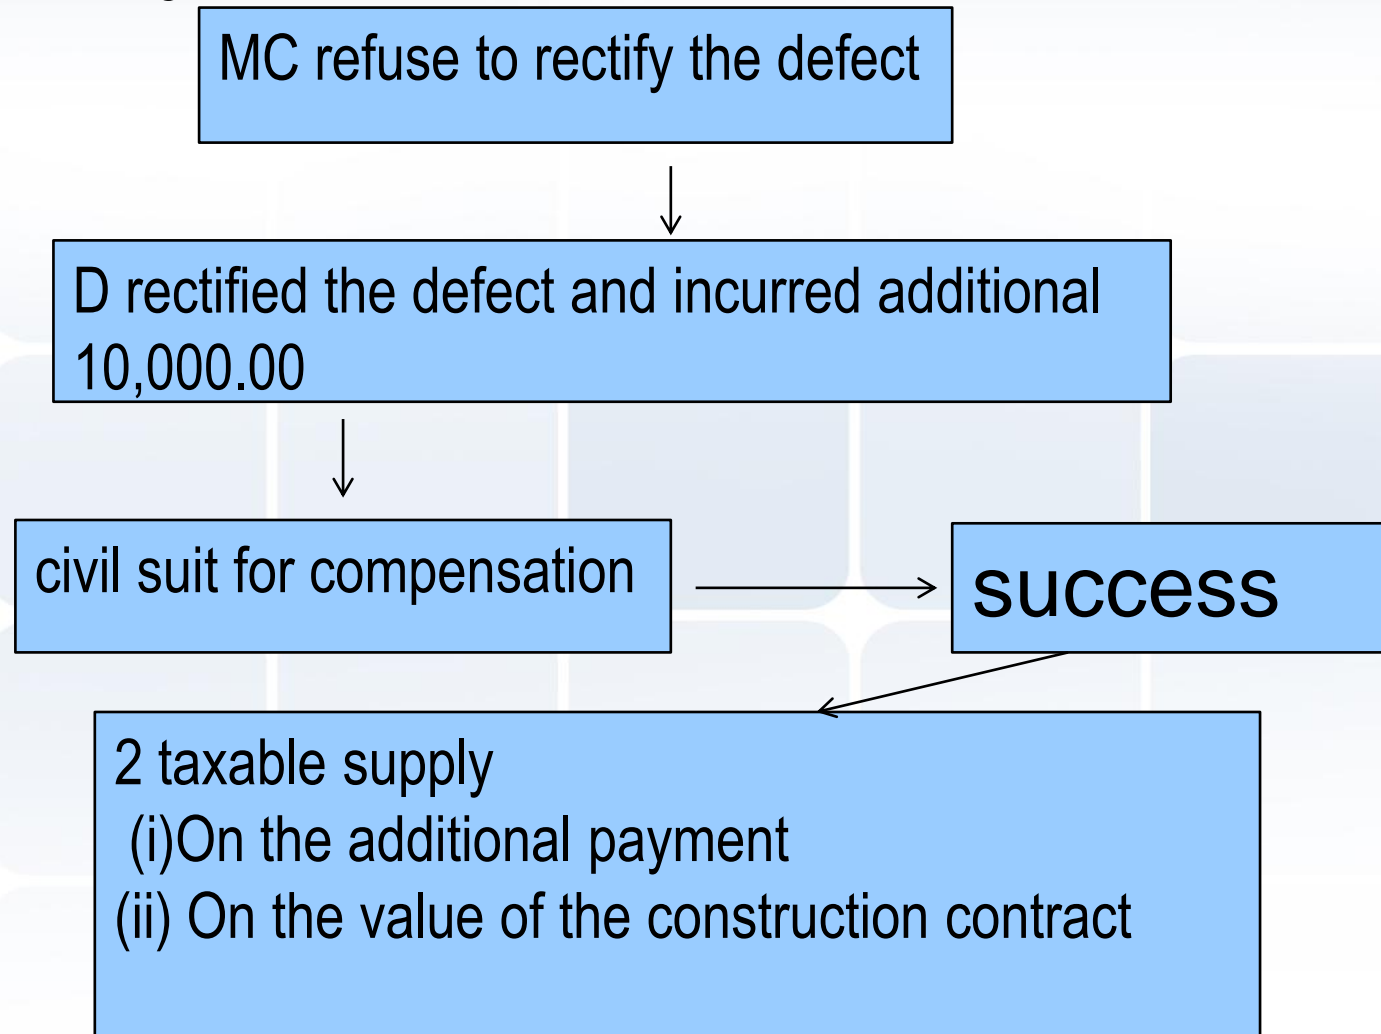 MC refuse to rectify the defect
D rectified the defect and incurred additional
10,000.00
civil suit for compensation
success
2 taxable supply
(i)On the additional payment
(ii) On the value of the construction contract